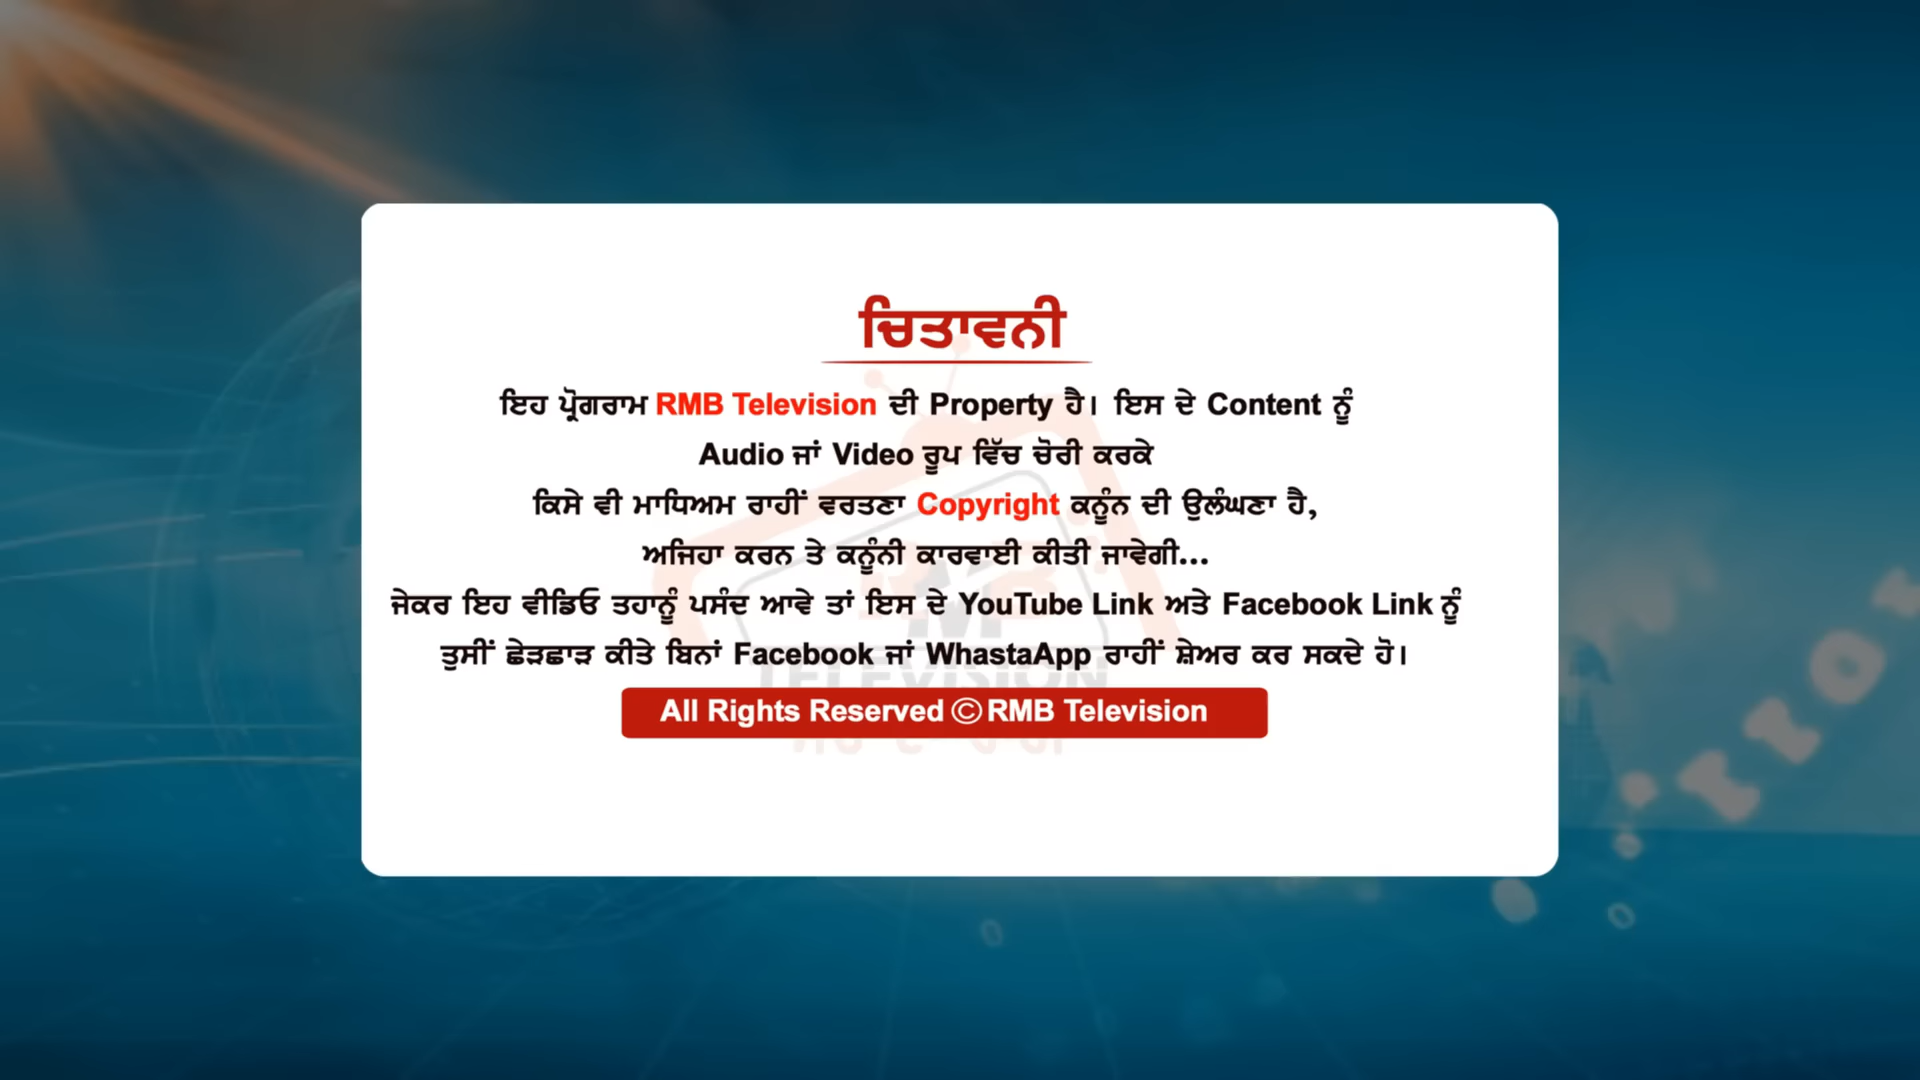 ਚਿਤਾਵਨੀ
ਇਹ ਪ੍ਰੋਗਰਾਮ RMB Television ਦੀ Property ਹੈ। ਇਸ ਦੇ Content ਨੂੰ
Audio ਜਾਂ Video ਰੂਪ ਵਿੱਚ ਚੋਰੀ ਕਰਕੇ
ਕਿਸੇ ਵੀ ਮਾਧਿਅਮ ਰਾਹੀਂ ਵਰਤਣਾ Copyright ਕਨੂੰਨ ਦੀ ਉਲੰਘਣਾ ਹੈ,
ਅਜਿਹਾ ਕਰਨ ਤੇ ਕਨੂੰਨੀ ਕਾਰਵਾਈ ਕੀਤੀ ਜਾਵੇਗੀ...
ਜੇਕਰ ਇਹ ਵੀਡਿਓ ਤਹਾਨੂੰ ਪਸੰਦ ਆਵੇ ਤਾਂ ਇਸ ਦੇ YouTube Link ਅਤੇ Facebook Link ਨੂੰ
ਤੁਸੀਂ ਛੇੜਛਾੜ ਕੀਤੇ ਬਿਨਾਂ Facebook ਜਾਂ WhastaApp ਰਾਹੀਂ ਸ਼ੇਅਰ ਕਰ ਸਕਦੇ ਹੋ।
TELEVISION
All Rights Reserved © RMB Television